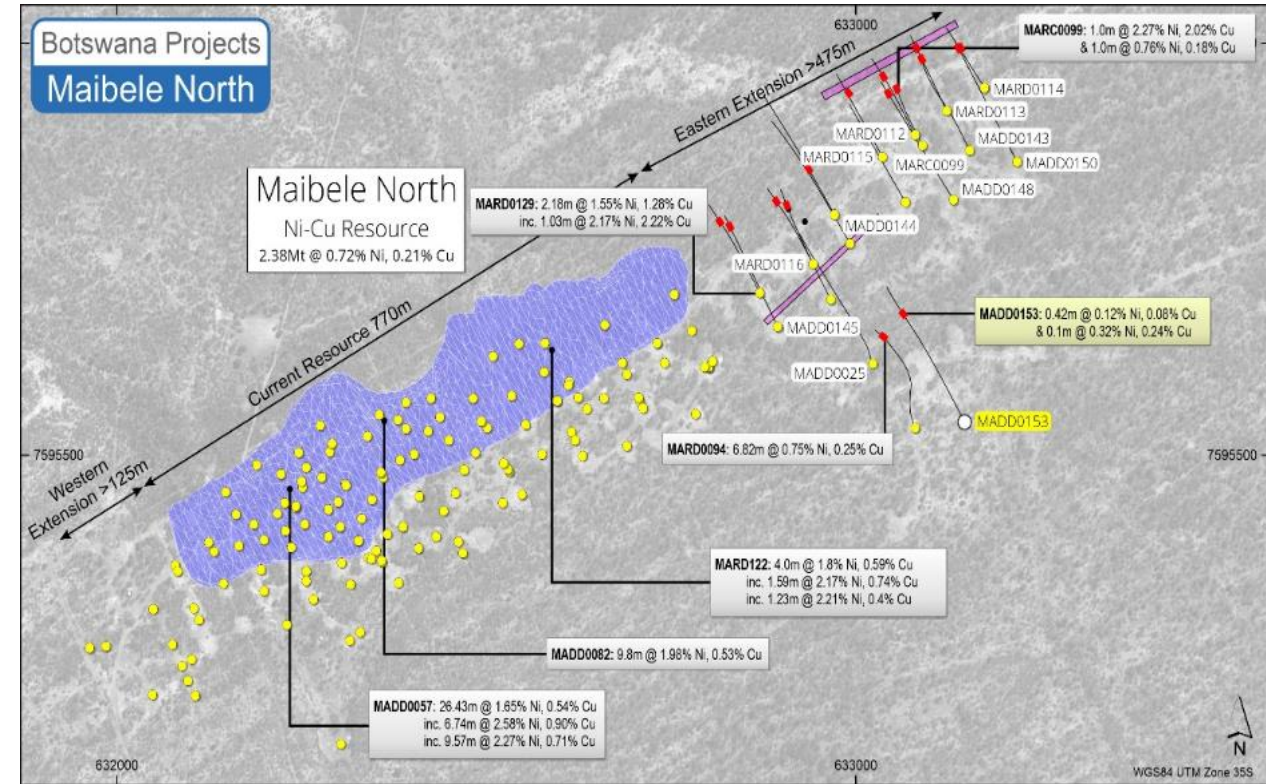 Botswana Projects
Maibele North
633000
MARC0099: 1.0m @ 2.27% Ni, 2.02% Cu
& 1.0m @ 0.76% Ni, 0.18% Cu
Eastern Extension >475m
MARD0114
MARD0113
MARD0112
MADD0143
MARD0115
MARC0099
MADD0150
MADD0148
Maibele North
Ni-Cu Resource
2.38Mt @ 0.72% Ni, 0.21% Cu
MARD0129: 2.18m @ 1.55% Ni, 1.28% Cu
inc. 1.03m @ 2.17% Ni, 2.22% Cu
MADD0144
MARD0116
MADD0153: 0.42m @ 0.12% Ni, 0.08% Cu
& 0.1m @ 0.32% Ni, 0.24% Cu
MADD0145
MADD0025
Current Resource 770m
MADD0153
MARD0094: 6.82m @ 0.75% Ni, 0.25% Cu
7595500
7595500
Western
Extension >125m
MARD122: 4.0m @ 1.8% Ni, 0.59% Cu
inc. 1.59m @ 2.17% Ni, 0.74% Cu
inc. 1.23m @ 2.21% Ni, 0.4% Cu
MADD0082: 9.8m @ 1.98% Ni, 0.53% Cu
MADD0057: 26.43m @ 1.65% Ni, 0.54% Cu
inc. 6.74m @ 2.58% Ni, 0.90% Cu
inc. 9.57m @ 2.27% Ni, 0.71% Cu
N
632000
633000
WGS84 UTM Zone 35S